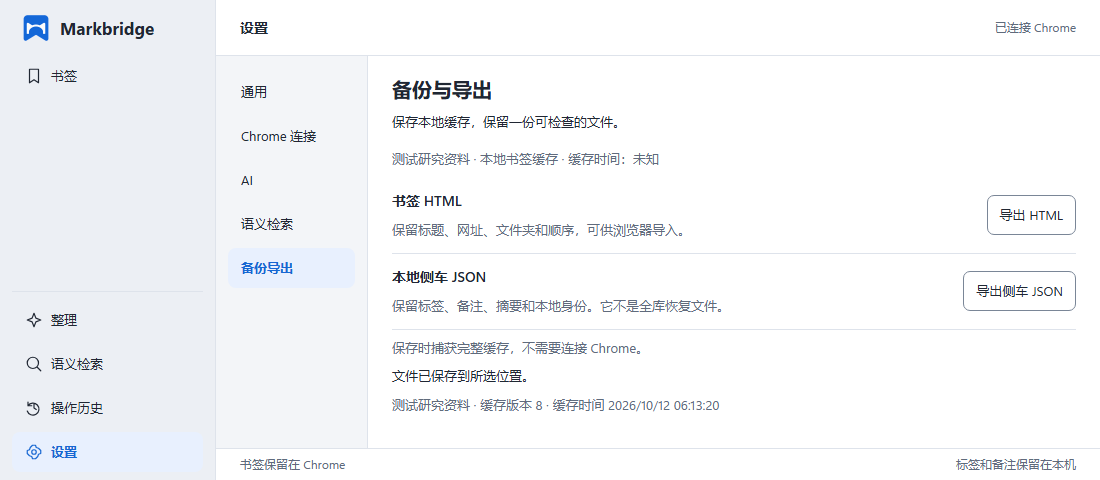 Markbridge
书签
整理
语义检索
操作历史
设置
设置
已连接 Chrome
通用
Chrome 连接
AI
语义检索
备份导出
备份与导出
保存本地缓存，保留一份可检查的文件。
测试研究资料 · 本地书签缓存 · 缓存时间：未知
书签 HTML
保留标题、网址、文件夹和顺序，可供浏览器导入。
导出 HTML
本地侧车 JSON
保留标签、备注、摘要和本地身份。它不是全库恢复文件。
导出侧车 JSON
保存时捕获完整缓存，不需要连接 Chrome。
文件已保存到所选位置。
测试研究资料 · 缓存版本 8 · 缓存时间 2026/10/12 06:13:20
书签保留在 Chrome
标签和备注保留在本机